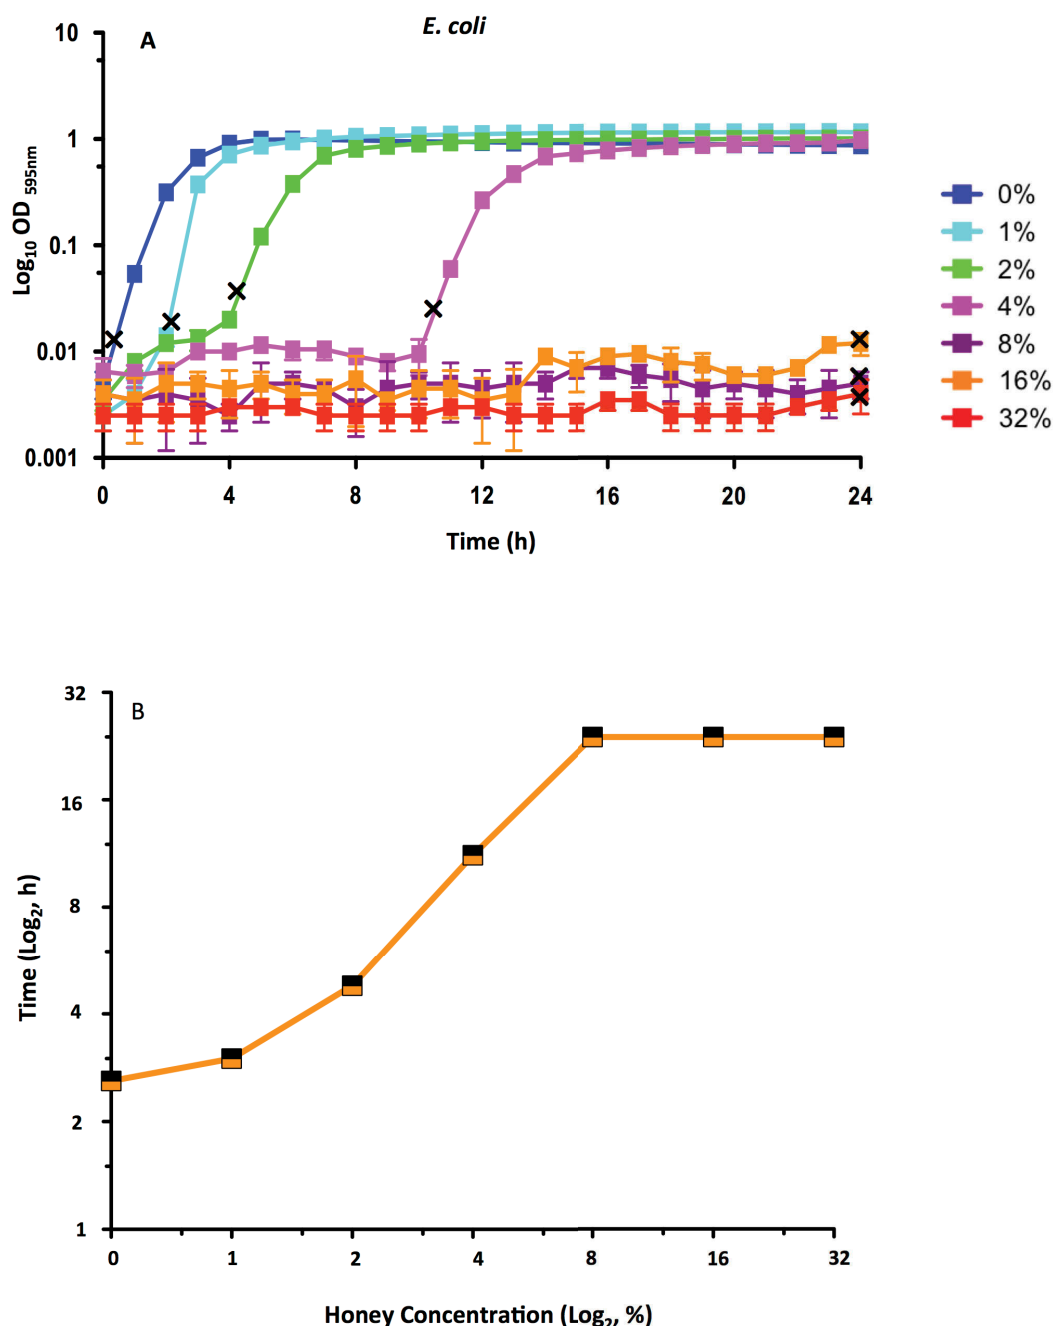 E. coli
A
10
1
0.1
0.01
0.001
Log10 OD 595nm
0 4 8 12 16 20 24
Time (h)
0%
1%
2%
4%
8%
16%
32%
B
32
16
8
4
2
1
Time (Log2, h)
0 1 2 4 8 16 32
Honey Concentration (Log2, %)